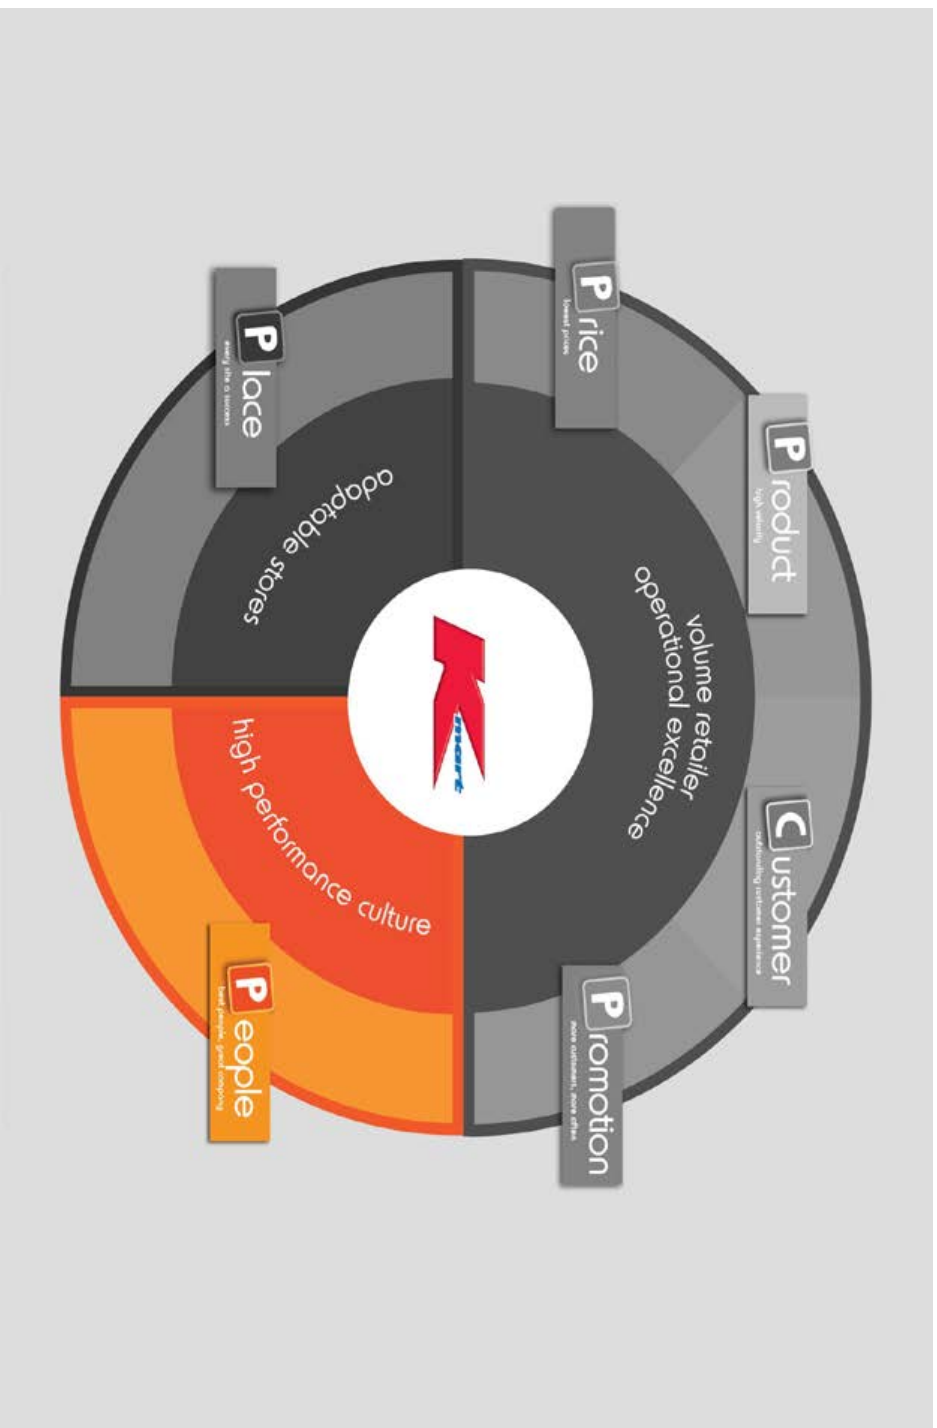 Product
high velocity
Customer
outstanding customer experience
Price
lowest prices
Promotion
more customers, more often
volume retailer
operational excellence
Kmart
adaptable stores
high performance culture
Place
every site a success
People
best people, great company